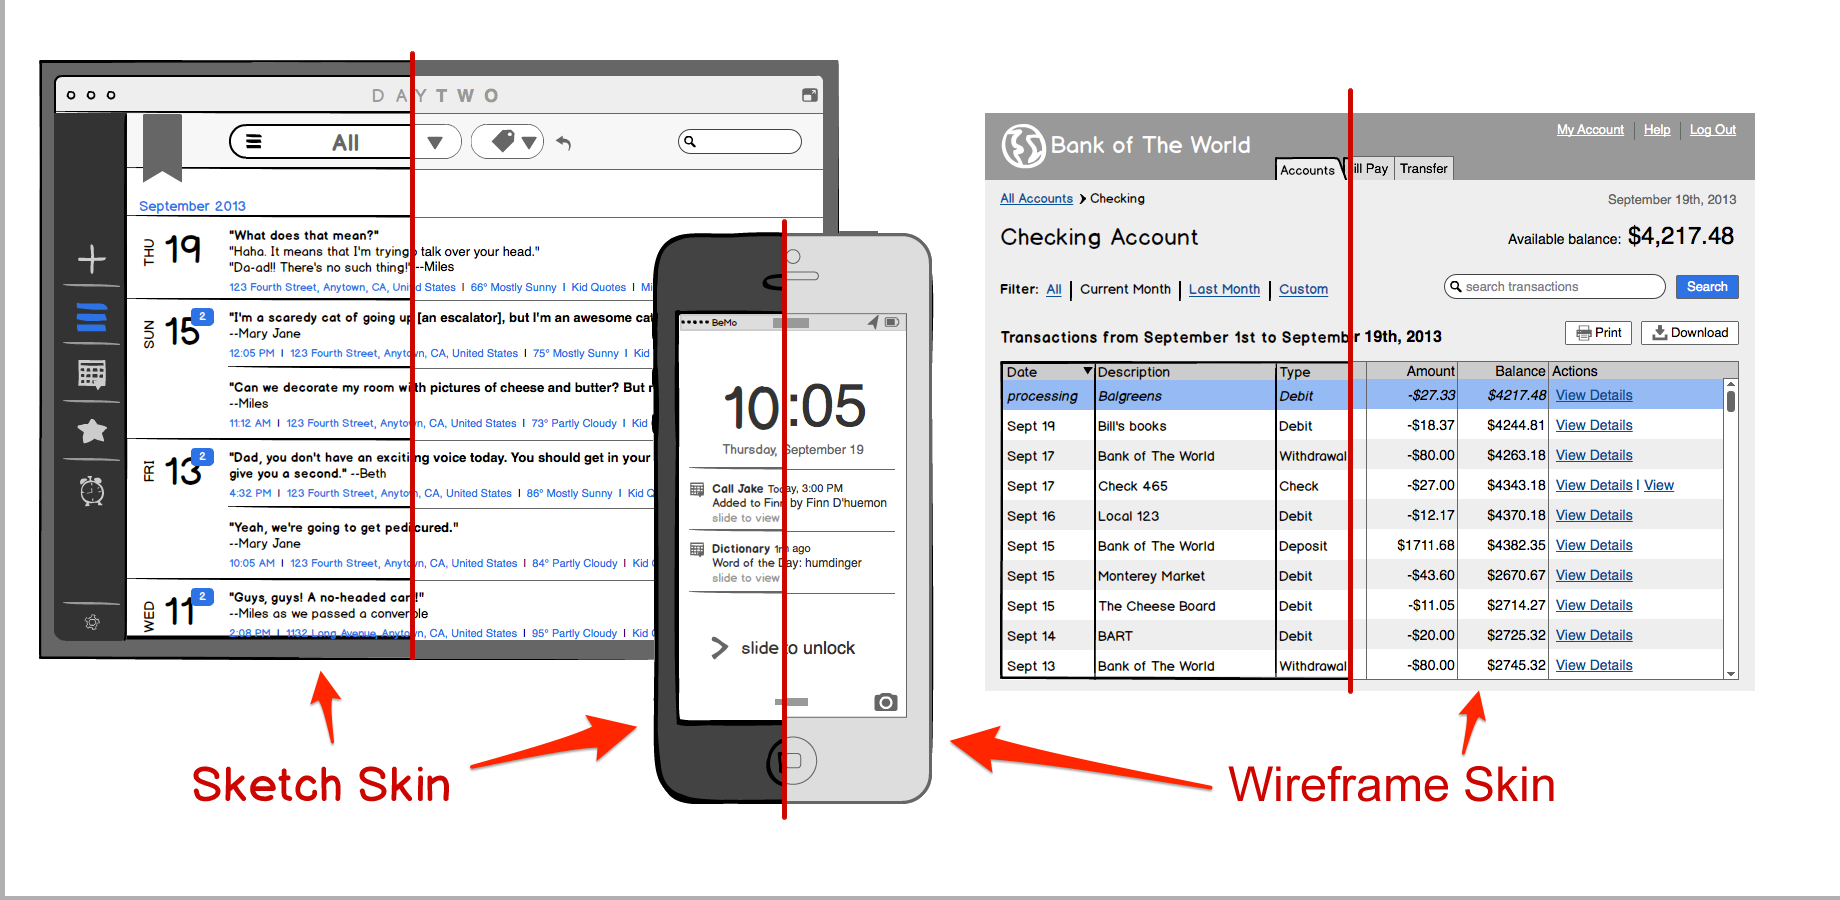 DAYTWO
All
September 2013
THU 19
"What does that mean?"
"Haha. It means that I'm trying talk over your head."
"Da-ad!! There's no such thing!" --Miles
123 Fourth Street, Anytown, CA, United States | 66° Mostly Sunny | Kid Quotes | Mi
SUN 15 2
"I'm a scaredy cat of going up [an escalator], but I'm an awesome cat
--Mary Jane
12:05 PM | 123 Fourth Street, Anytown, CA, United States | 75° Mostly Sunny | Kid
"Can we decorate my room with pictures of cheese and butter? But
--Miles
11:12 AM | 123 Fourth Street, Anytown, CA, United States | 73° Partly Cloudy | Kid
FRI 13 2
"Dad, you don't have an exciting voice today. You should get in your
give you a second." --Beth
4:32 PM | 123 Fourth Street, Anytown, CA, United States | 86° Mostly Sunny | Kid Q
"Yeah, we're going to get pedicured."
--Mary Jane
10:05 AM | 123 Fourth Street, Anytown, CA, United States | 84° Partly Cloudy | Kid
WED 11 2
"Guys, guys! A no-headed car!"
--Miles as we passed a convertible
2:08 PM | 1132 Long Avenue, Anytown, CA, United States | 95° Partly Cloudy | Kid
BeMo
10:05
Thursday, September 19
Call Jake Today, 3:00 PM
Added to Finn by Finn D'huemon
slide to view
Dictionary 1m ago
Word of the Day: humdinger
slide to view
slide to unlock
Sketch Skin
Bank of The World
My Account Help Log Out
Accounts Bill Pay Transfer
All Accounts Checking
September 19th, 2013
Checking Account
Available balance: $4,217.48
Filter: All | Current Month | Last Month | Custom
search transactions Search
Transactions from September 1st to September 19th, 2013
Print Download
Date Description Type Amount Balance Actions
processing Balgreens Debit -$27.33 $4217.48 View Details
Sept 19 Bill's books Debit -$18.37 $4244.81 View Details
Sept 17 Bank of The World Withdrawal -$80.00 $4263.18 View Details
Sept 17 Check 465 Check -$27.00 $4343.18 View Details | View
Sept 16 Local 123 Debit -$12.17 $4370.18 View Details
Sept 15 Bank of The World Deposit $1711.68 $4382.35 View Details
Sept 15 Monterey Market Debit -$43.60 $2670.67 View Details
Sept 15 The Cheese Board Debit -$11.05 $2714.27 View Details
Sept 14 BART Debit -$20.00 $2725.32 View Details
Sept 13 Bank of The World Withdrawal -$80.00 $2745.32 View Details
Wireframe Skin